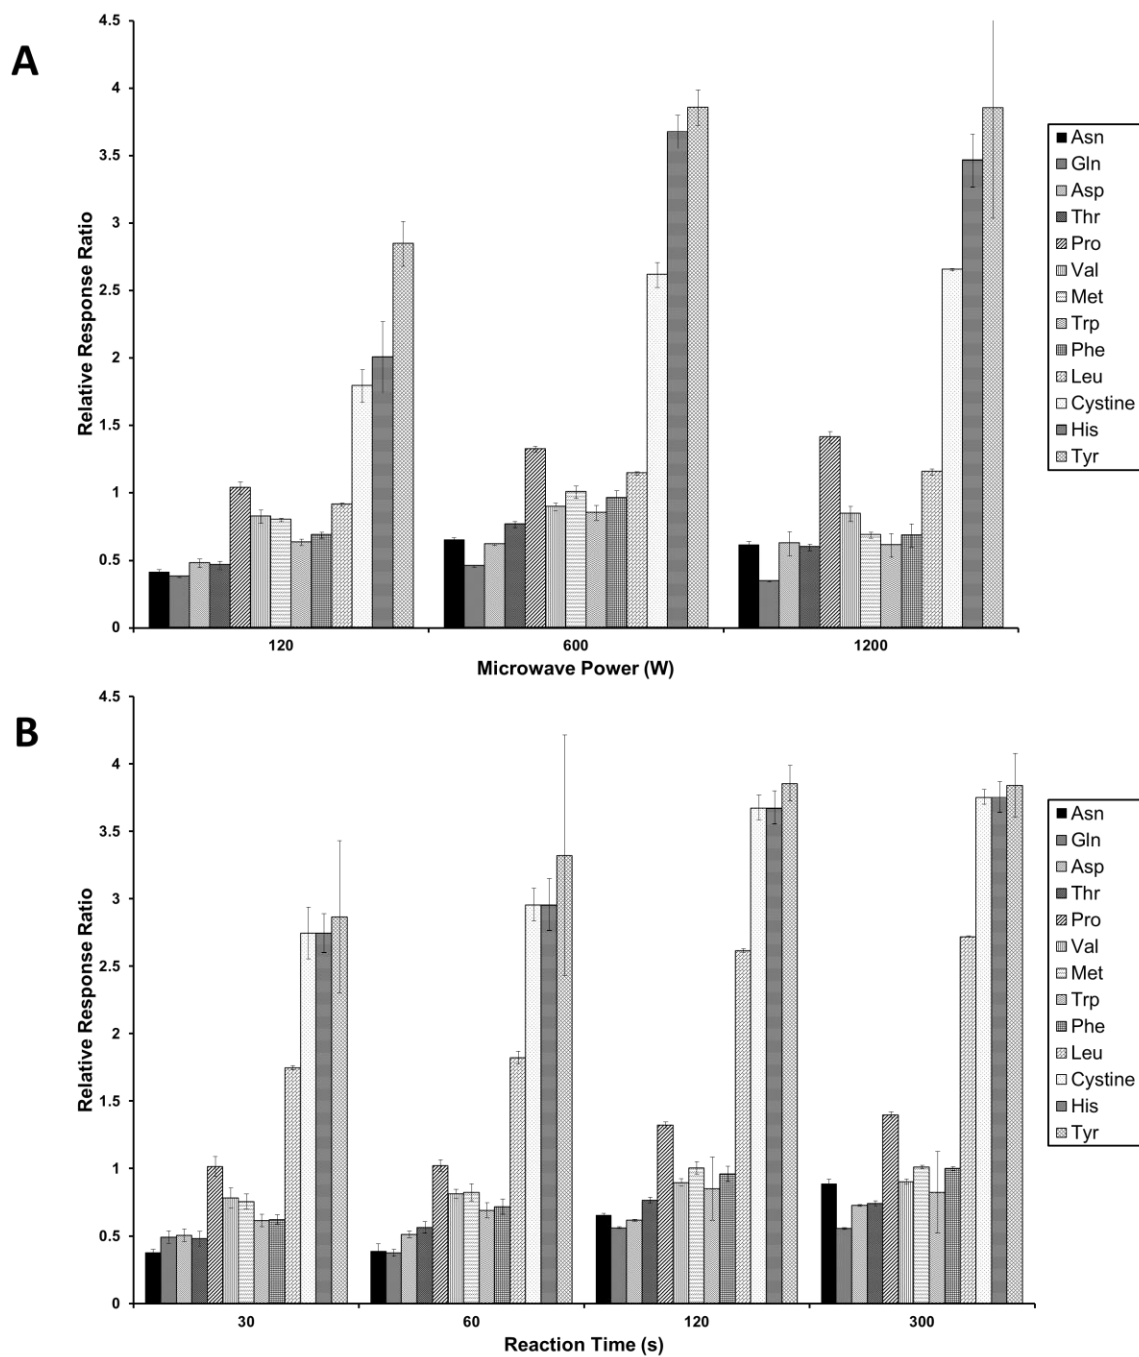 A
4.5
4
3.5
3
2.5
2
1.5
1
0.5
0
Relative Response Ratio
120
600
1200
Microwave Power (W)
Asn
Gln
Asp
Thr
Pro
Val
Met
Trp
Phe
Leu
Cystine
His
Tyr
B
4.5
4
3.5
3
2.5
2
1.5
1
0.5
0
Relative Response Ratio
30
60
120
300
Reaction Time (s)
Asn
Gln
Asp
Thr
Pro
Val
Met
Trp
Phe
Leu
Cystine
His
Tyr